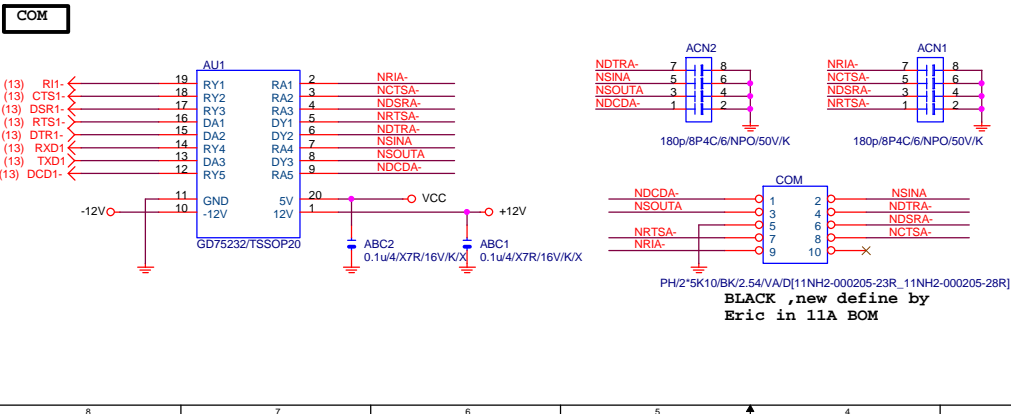 COM
AU1
(13) RI1- 19 RY1 RA1 2 NRIA-
(13) CTS1- 18 RY2 RA2 3 NCTSA-
(13) DSR1- 17 RY3 RA3 4 NDSRA-
(13) RTS1- 16 DA1 DY1 5 NRTSA-
(13) DTR1- 15 DA2 DY2 6 NDTRA-
(13) RXD1 14 RY4 RA4 7 NSINA
(13) TXD1 13 DA3 DY3 8 NSOUTA
(13) DCD1- 12 RY5 RA5 9 NDCDA-
11 GND 5V 20 VCC
-12V 10 -12V 12V 1 +12V
GD75232/TSSOP20
ABC2
0.1u/4/X7R/16V/K/X
ABC1
0.1u/4/X7R/16V/K/X
ACN2
NDTRA- 7 8
NSINA 5 6
NSOUTA 3 4
NDCDA- 1 2
180p/8P4C/6/NPO/50V/K
ACN1
NRIA- 7 8
NCTSA- 5 6
NDSRA- 3 4
NRTSA- 1 2
180p/8P4C/6/NPO/50V/K
COM
NDCDA- 1 2 NSINA
NSOUTA 3 4 NDTRA-
5 6 NDSRA-
NRTSA- 7 8 NCTSA-
NRIA- 9 10
PH/2*5K10/BK/2.54/VA/D[11NH2-000205-23R_11NH2-000205-28R]
BLACK ,new define by
Eric in 11A BOM
8 7 6 5 4